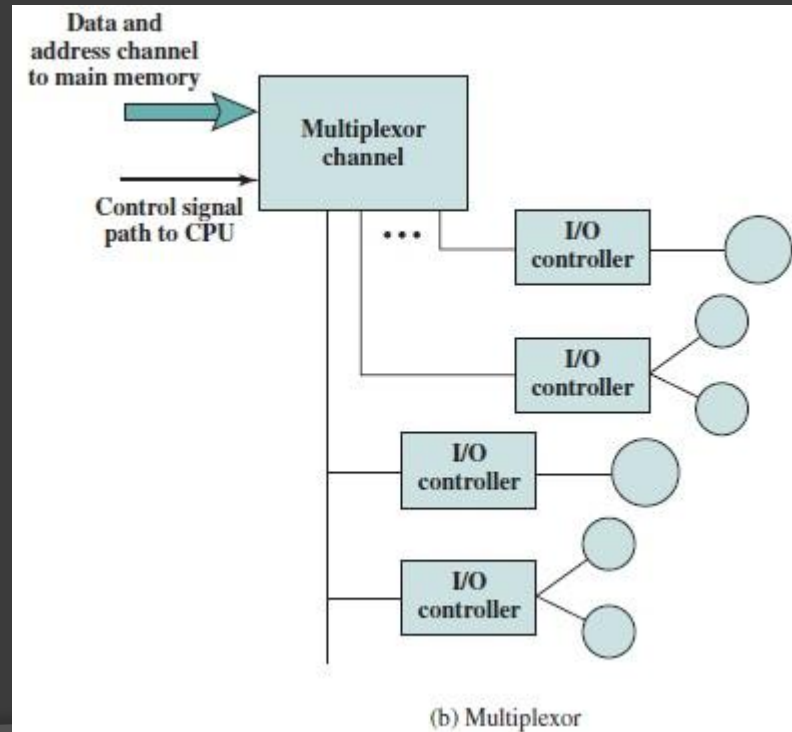 Data and
address channel
to main memory
Multiplexor
channel
Control signal
path to CPU
•••
I/O
controller
I/O
controller
I/O
controller
I/O
controller
(b) Multiplexor